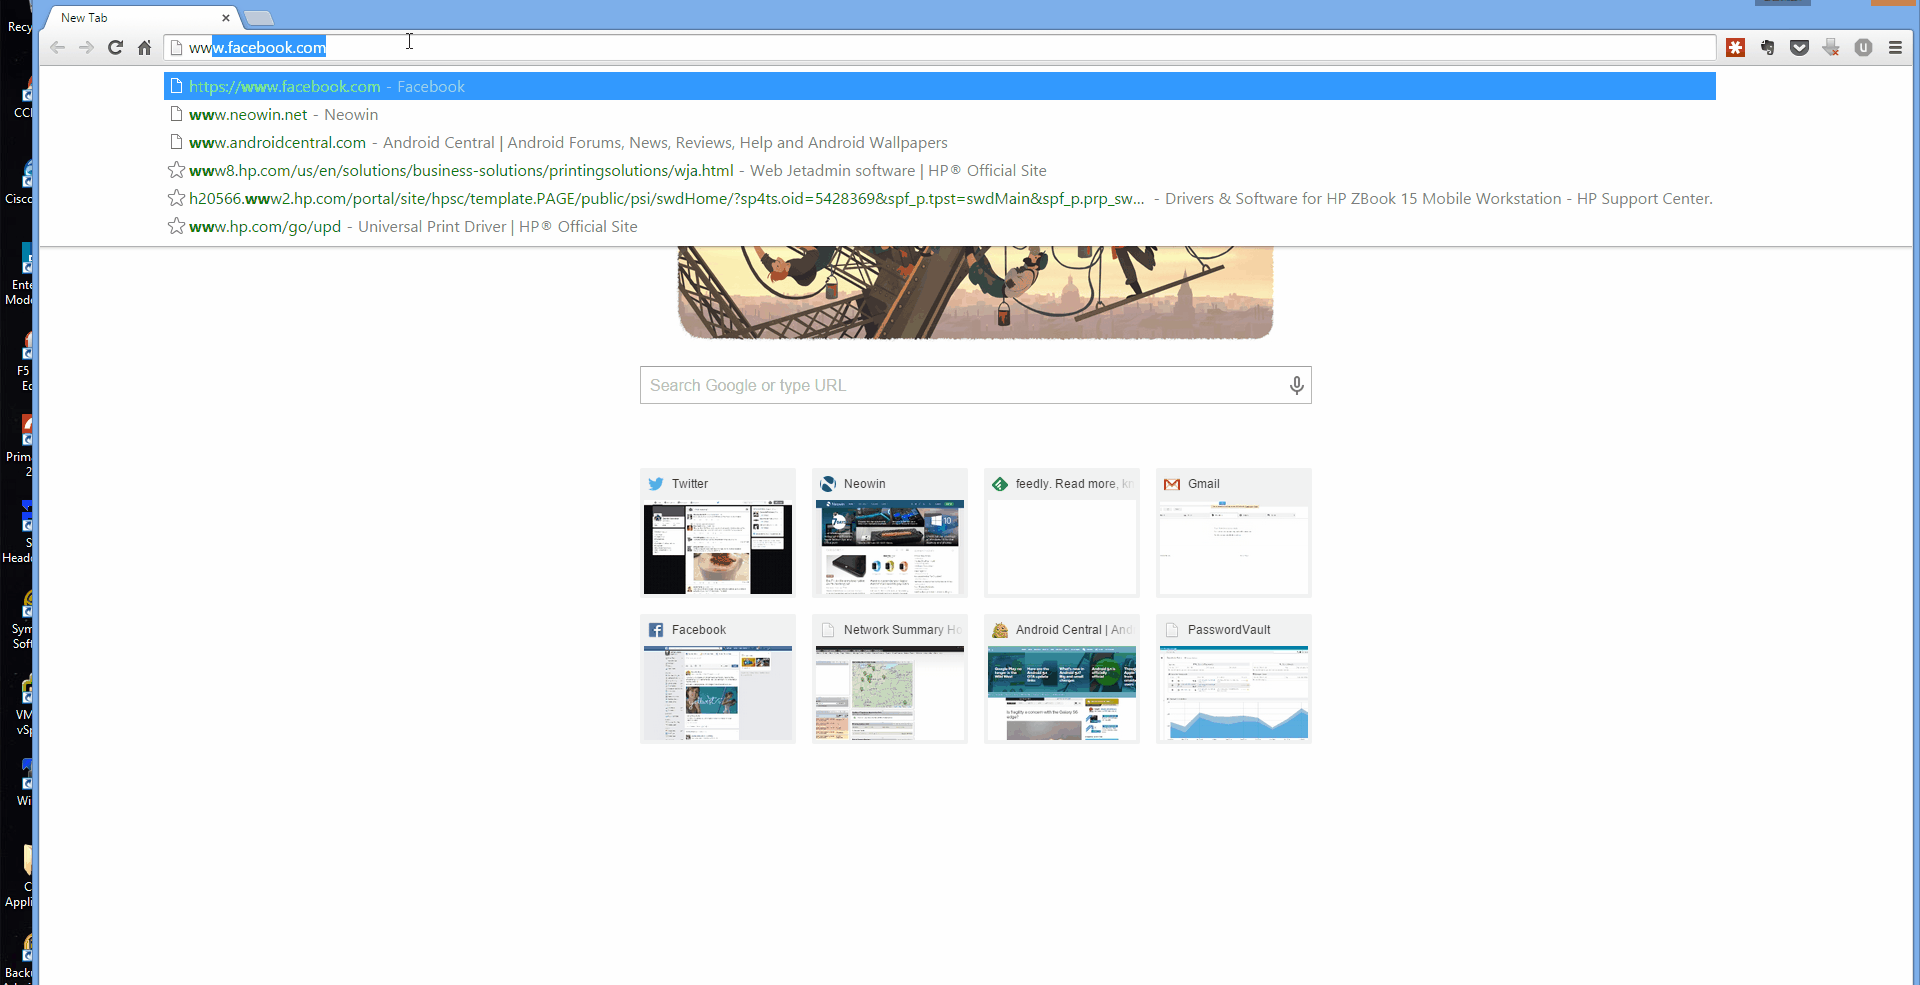 New Tab
www.facebook.com
https://www.facebook.com - Facebook
www.neowin.net - Neowin
www.androidcentral.com - Android Central | Android Forums, News, Reviews, Help and Android Wallpapers
www8.hp.com/us/en/solutions/business-solutions/printingsolutions/wja.html - Web Jetadmin software | HP® Official Site
h20566.www2.hp.com/portal/site/hpsc/template.PAGE/public/psi/swdHome/?sp4ts.oid=5428369&spf_p.tpst=swdMain&spf_p.prp_sw... - Drivers & Software for HP ZBook 15 Mobile Workstation - HP Support Center.
www.hp.com/go/upd - Universal Print Driver | HP® Official Site
Search Google or type URL
Twitter
Neowin
feedly. Read more, kn
Gmail
Facebook
Network Summary Ho
Android Central | And
PasswordVault
Recy
CC
Cisco
Ente
Mode
F5
Ec
Prim
2
S
Head
Sym
Soft
VM
vSp
Wi
C
Appli
Back